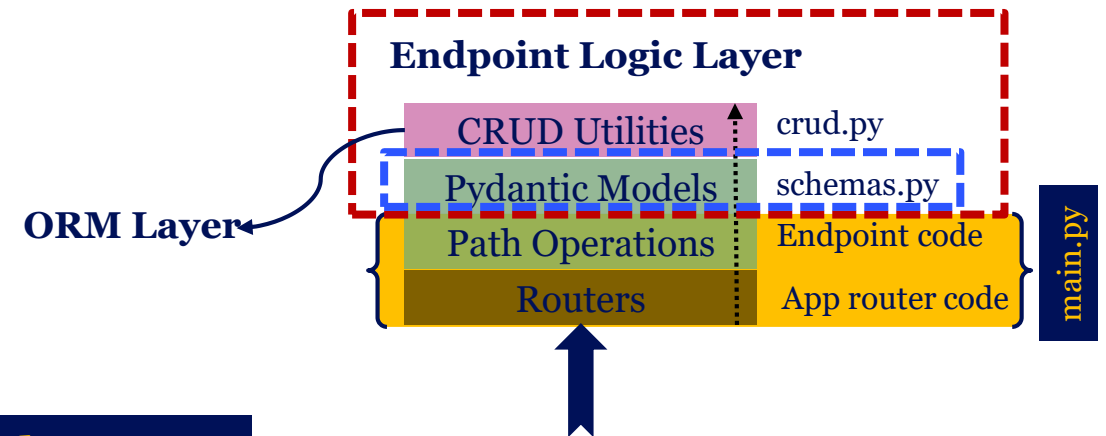 Endpoint Logic Layer
CRUD Utilities
crud.py
Pydantic Models
schemas.py
ORM Layer
Path Operations
Endpoint code
Routers
App router code
main.py